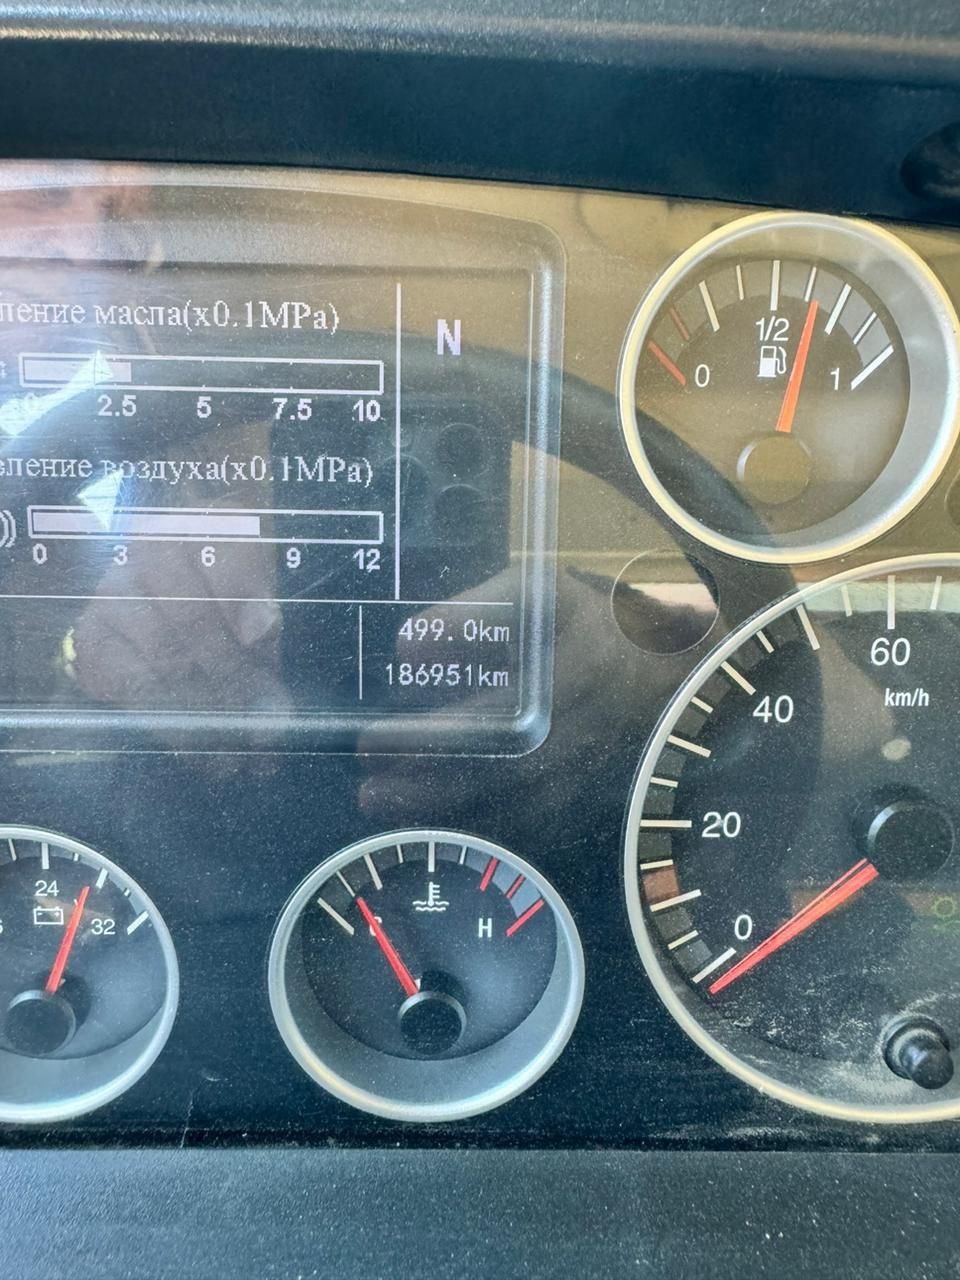 ление масла(x0.1MPa)
N
2.5 5 7.5 10
ление воздуха(x0.1MPa)
0 3 6 9 12
499.0km
186951km
0 1/2 1
0 20 40 60
km/h
24 32
H